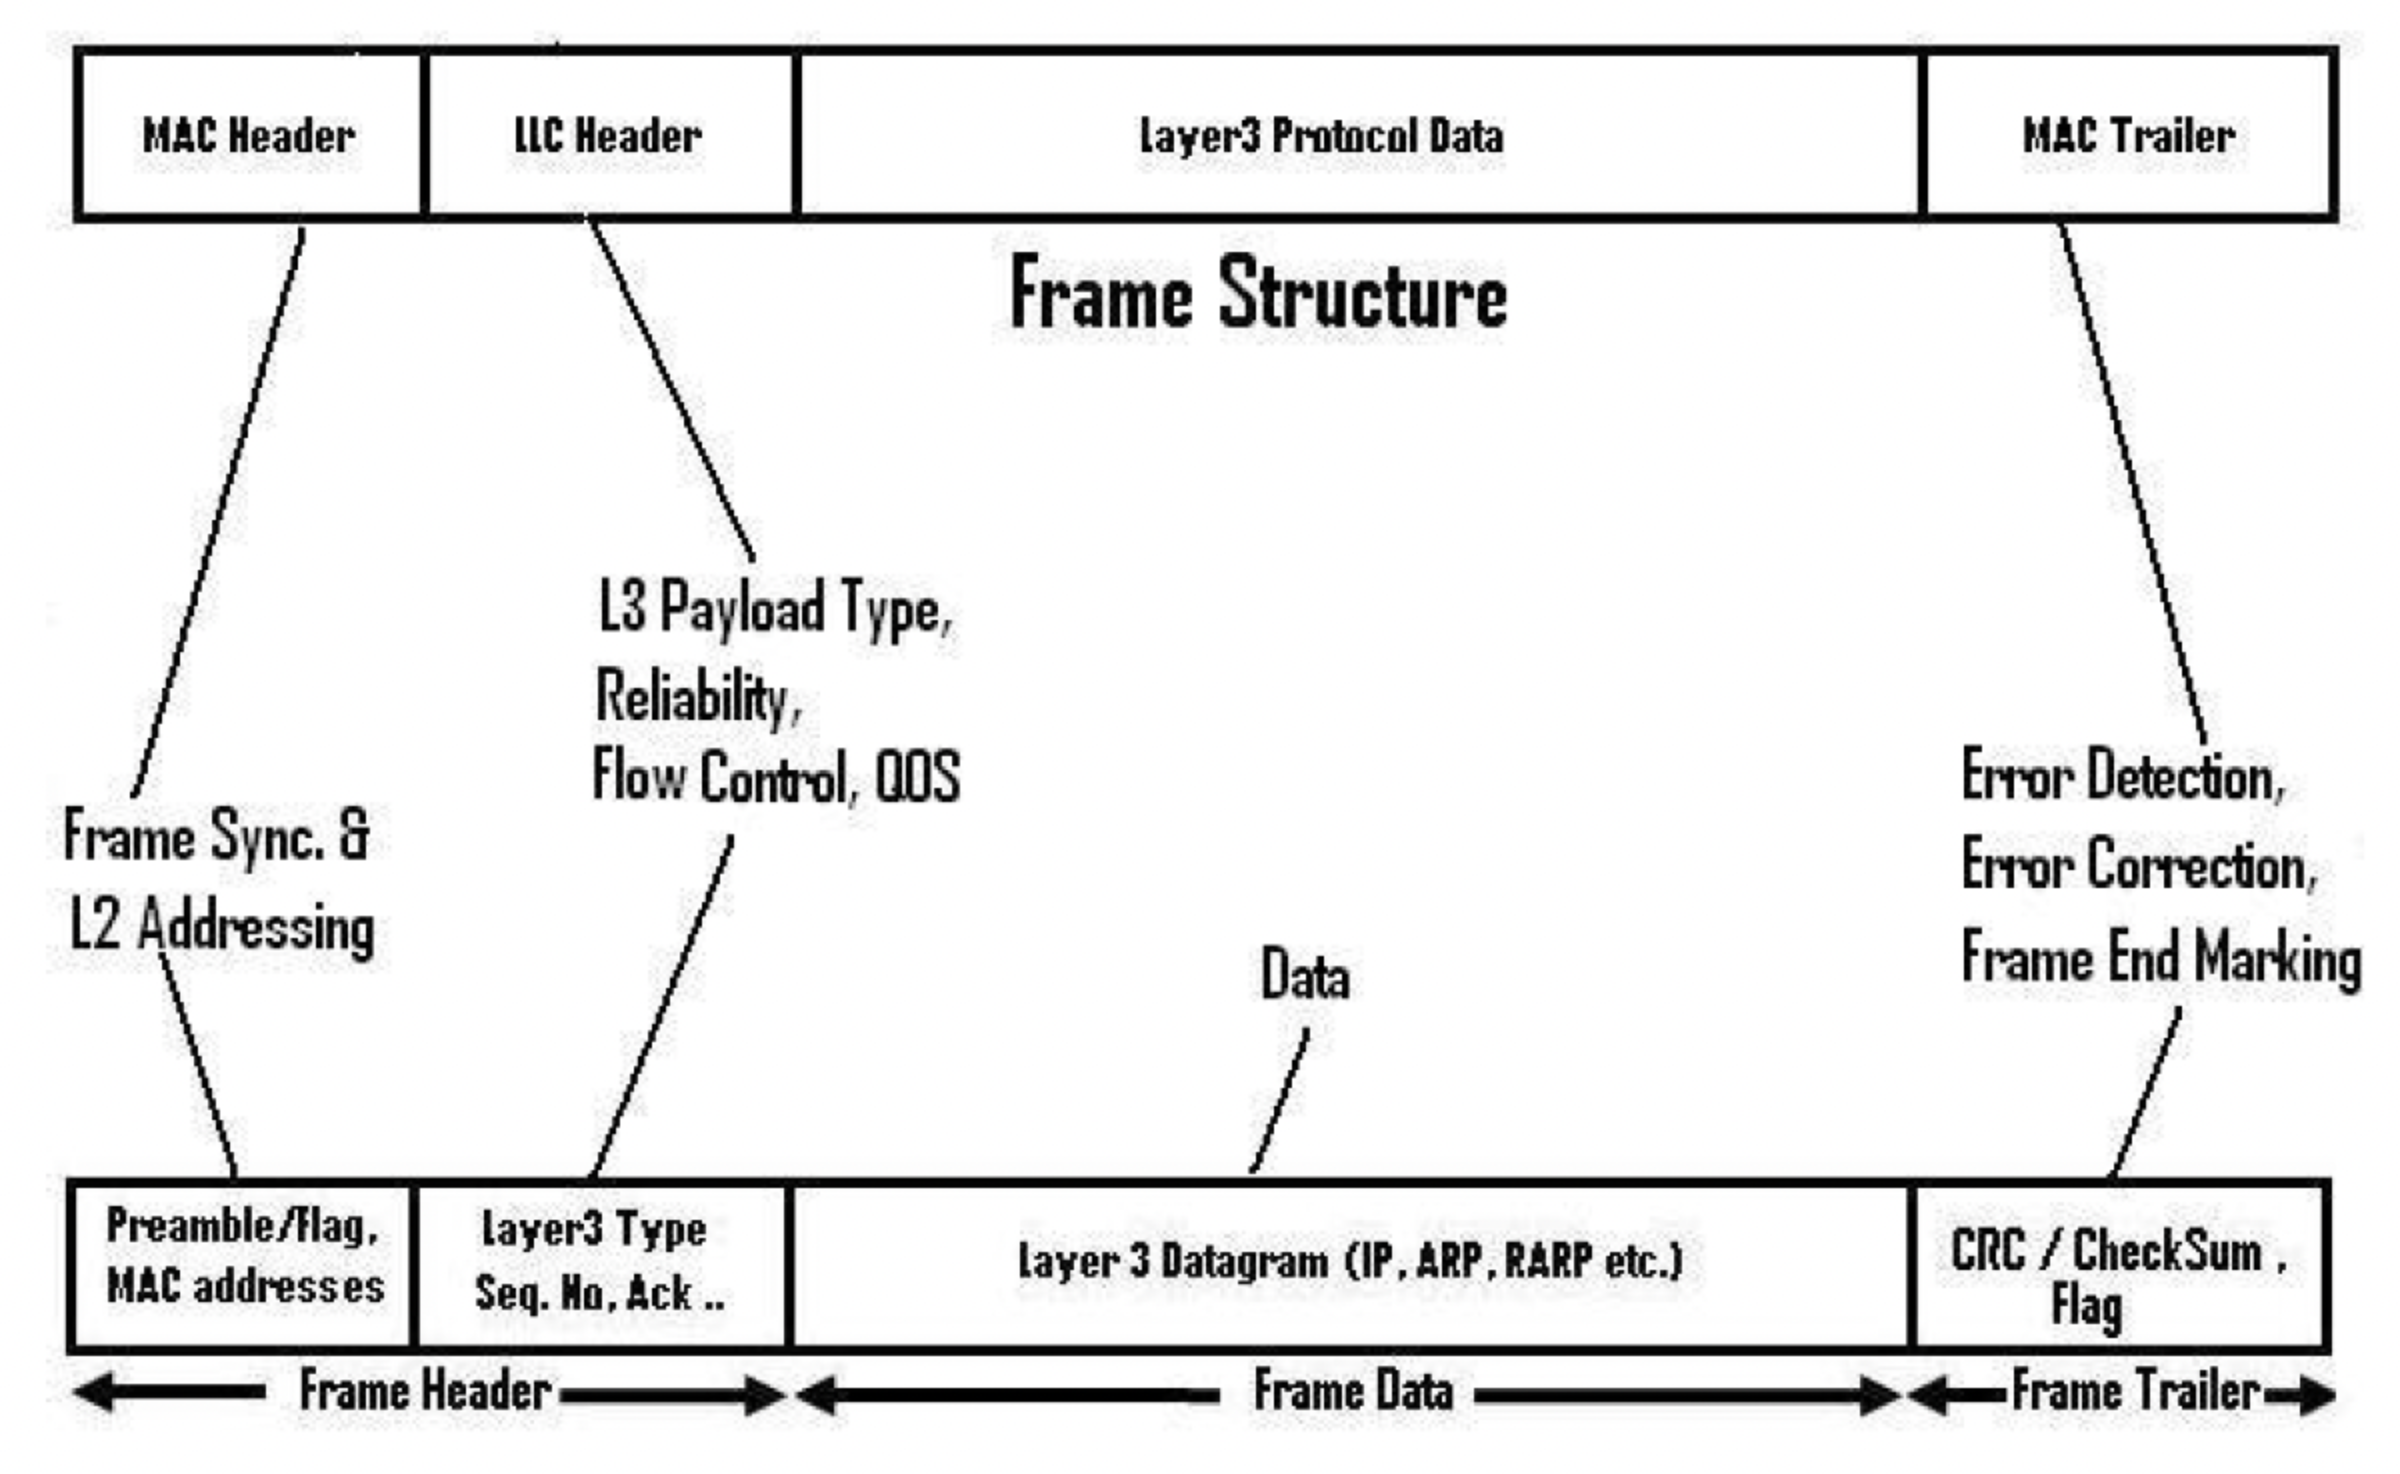 MAC Header
LLC Header
Layer3 Protocol Data
MAC Trailer
Frame Structure
L3 Payload Type,
Reliability,
Flow Control, QOS
Frame Sync. &
L2 Addressing
Data
Error Detection,
Error Correction,
Frame End Marking
Preamble/Flag,
MAC addresses
Layer3 Type
Seq. No, Ack ..
Layer 3 Datagram (IP, ARP, RARP etc.)
CRC / CheckSum ,
Flag
Frame Header
Frame Data
Frame Trailer